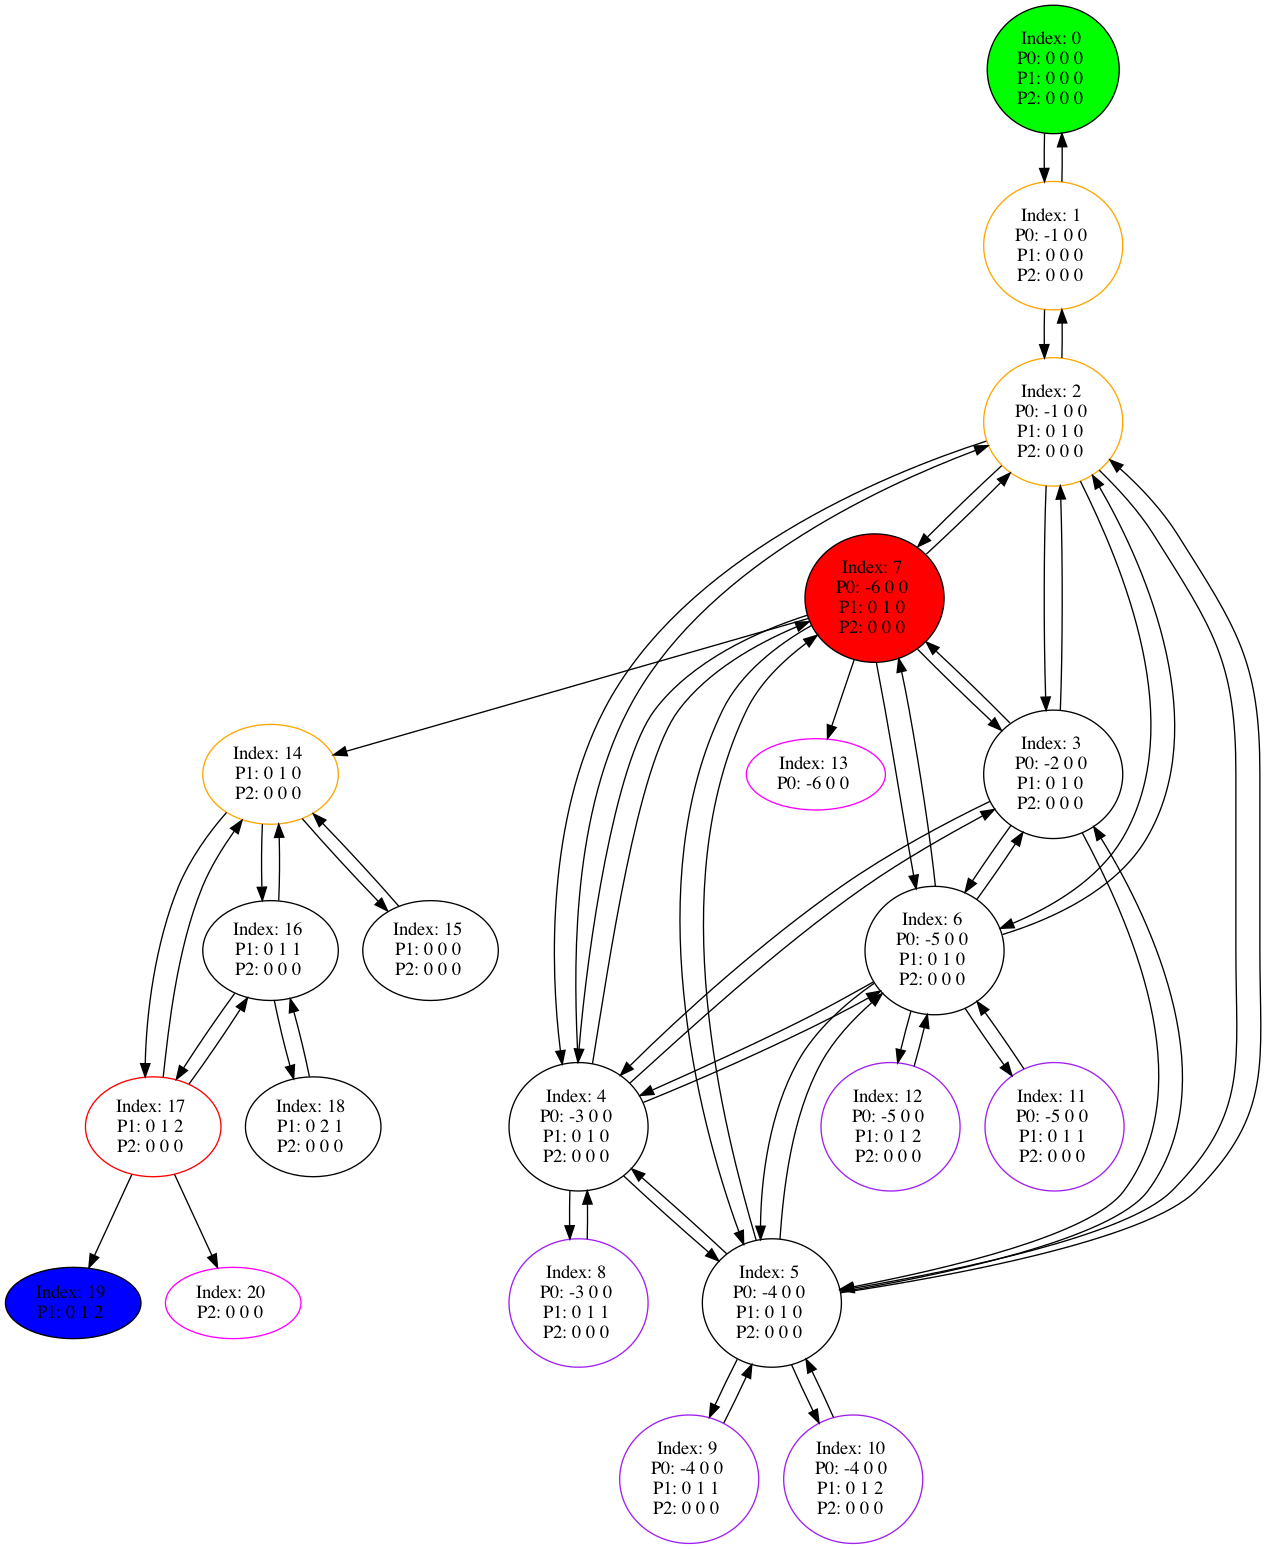 Index: 0
P0: 0 0 0
P1: 0 0 0
P2: 0 0 0
Index: 1
P0: -1 0 0
P1: 0 0 0
P2: 0 0 0
Index: 2
P0: -1 0 0
P1: 0 1 0
P2: 0 0 0
Index: 7
P0: -6 0 0
P1: 0 1 0
P2: 0 0 0
Index: 14
P1: 0 1 0
P2: 0 0 0
Index: 13
P0: -6 0 0
Index: 3
P0: -2 0 0
P1: 0 1 0
P2: 0 0 0
Index: 16
P1: 0 1 1
P2: 0 0 0
Index: 15
P1: 0 0 0
P2: 0 0 0
Index: 6
P0: -5 0 0
P1: 0 1 0
P2: 0 0 0
Index: 17
P1: 0 1 2
P2: 0 0 0
Index: 18
P1: 0 2 1
P2: 0 0 0
Index: 4
P0: -3 0 0
P1: 0 1 0
P2: 0 0 0
Index: 12
P0: -5 0 0
P1: 0 1 2
P2: 0 0 0
Index: 11
P0: -5 0 0
P1: 0 1 1
P2: 0 0 0
Index: 19
P1: 0 1 2
Index: 20
P2: 0 0 0
Index: 8
P0: -3 0 0
P1: 0 1 1
P2: 0 0 0
Index: 5
P0: -4 0 0
P1: 0 1 0
P2: 0 0 0
Index: 9
P0: -4 0 0
P1: 0 1 1
P2: 0 0 0
Index: 10
P0: -4 0 0
P1: 0 1 2
P2: 0 0 0